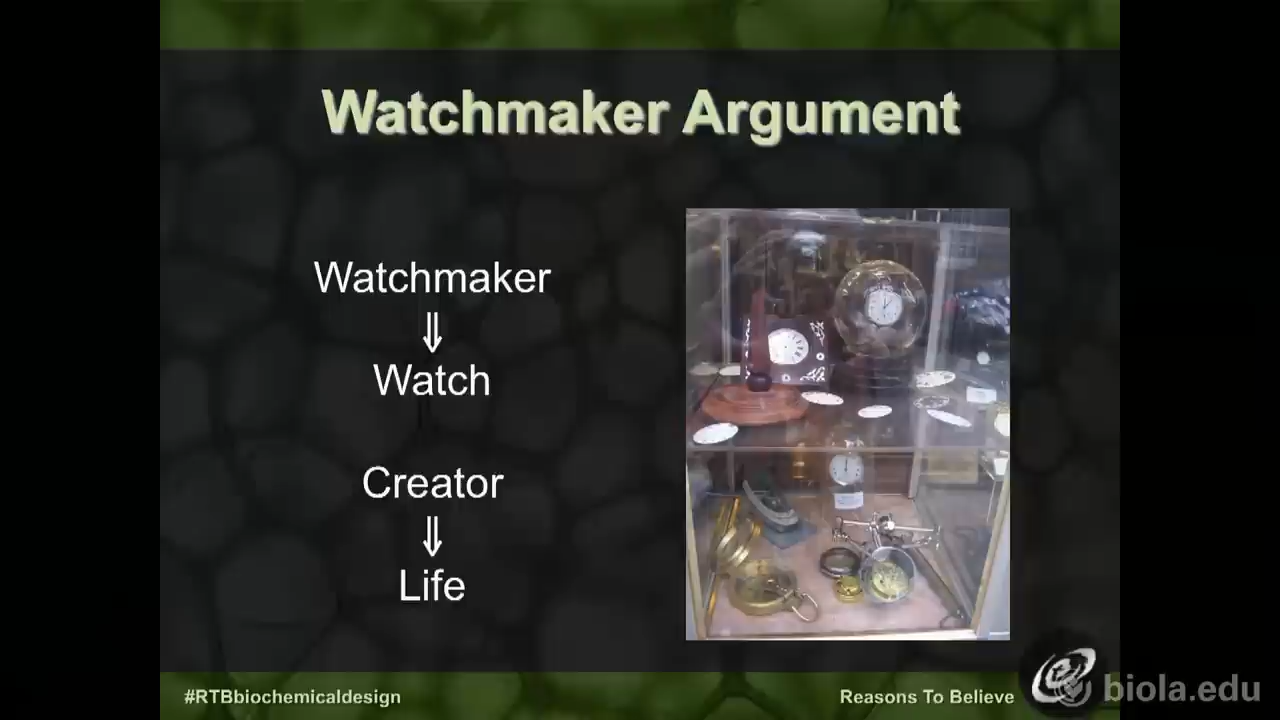 Watchmaker Argument
Watchmaker
⇓
Watch
Creator
⇓
Life
#RTBbiochemicaldesign
Reasons To Believe
biola.edu